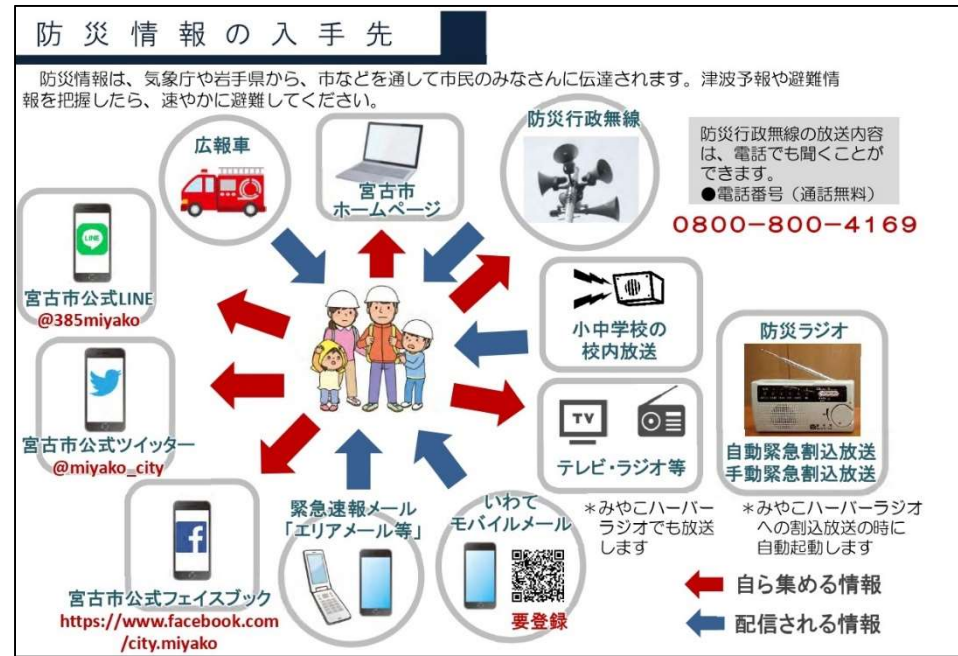 防災情報の入手先
防災情報は、気象庁や岩手県から、市などを通して市民のみなさんに伝達されます。津波予報や避難情
報を把握したら、速やかに避難してください。
広報車
宮古市
ホームページ
防災行政無線
防災行政無線の放送内容
は、電話でも聞くことが
できます。
●電話番号（通話無料）
0800-800-4169
LINE
宮古市公式LINE
@385miyako
小中学校の
校内放送
防災ラジオ
自動緊急割込放送
手動緊急割込放送
宮古市公式ツイッター
@miyako_city
TV
テレビ・ラジオ等
＊みやこハーバー
ラジオでも放送
します
＊みやこハーバーラジオ
への割込放送の時に
自動起動します
宮古市公式フェイスブック
https://www.facebook.com
/city.miyako
緊急速報メール
「エリアメール等」
いわて
モバイルメール
要登録
自ら集める情報
配信される情報